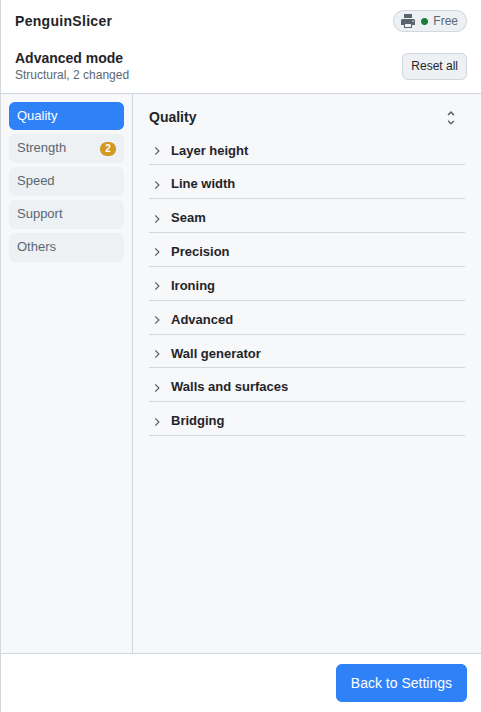 PenguinSlicer
Free
Advanced mode
Structural, 2 changed
Reset all
Quality
Strength 2
Speed
Support
Others
Quality
Layer height
Line width
Seam
Precision
Ironing
Advanced
Wall generator
Walls and surfaces
Bridging
Back to Settings